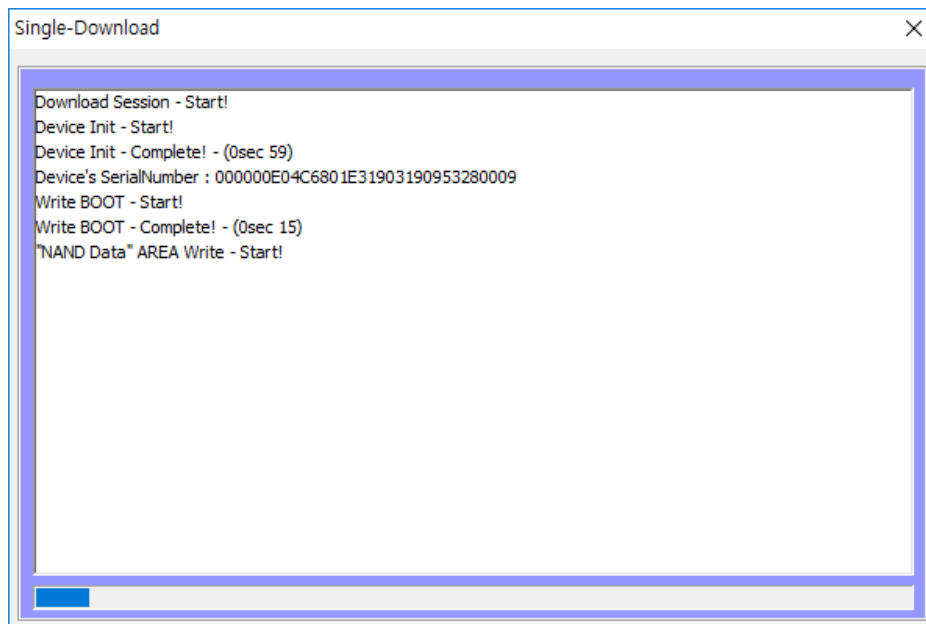 Single-Download
Download Session - Start!
Device Init - Start!
Device Init - Complete! - (0sec 59)
Device's SerialNumber : 000000E04C6801E31903190953280009
Write BOOT - Start!
Write BOOT - Complete! - (0sec 15)
"NAND Data" AREA Write - Start!